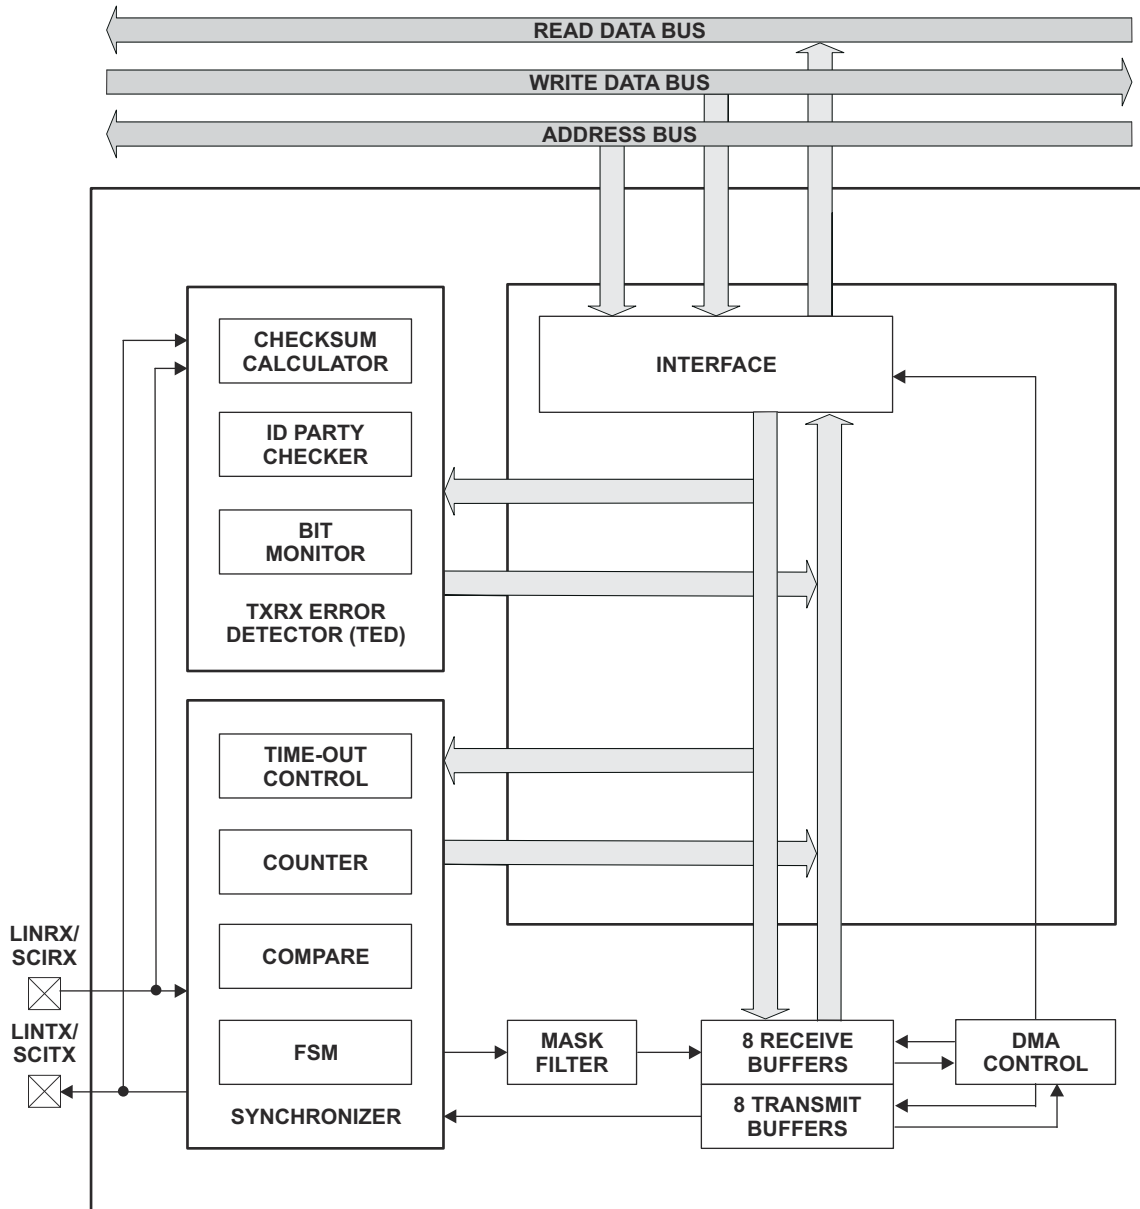 READ DATA BUS
WRITE DATA BUS
ADDRESS BUS
CHECKSUM
CALCULATOR
INTERFACE
ID PARTY
CHECKER
BIT
MONITOR
TXRX ERROR
DETECTOR (TED)
TIME-OUT
CONTROL
COUNTER
COMPARE
LINRX/
SCIRX
LINTX/
SCITX
FSM
SYNCHRONIZER
MASK
FILTER
8 RECEIVE
BUFFERS
8 TRANSMIT
BUFFERS
DMA
CONTROL